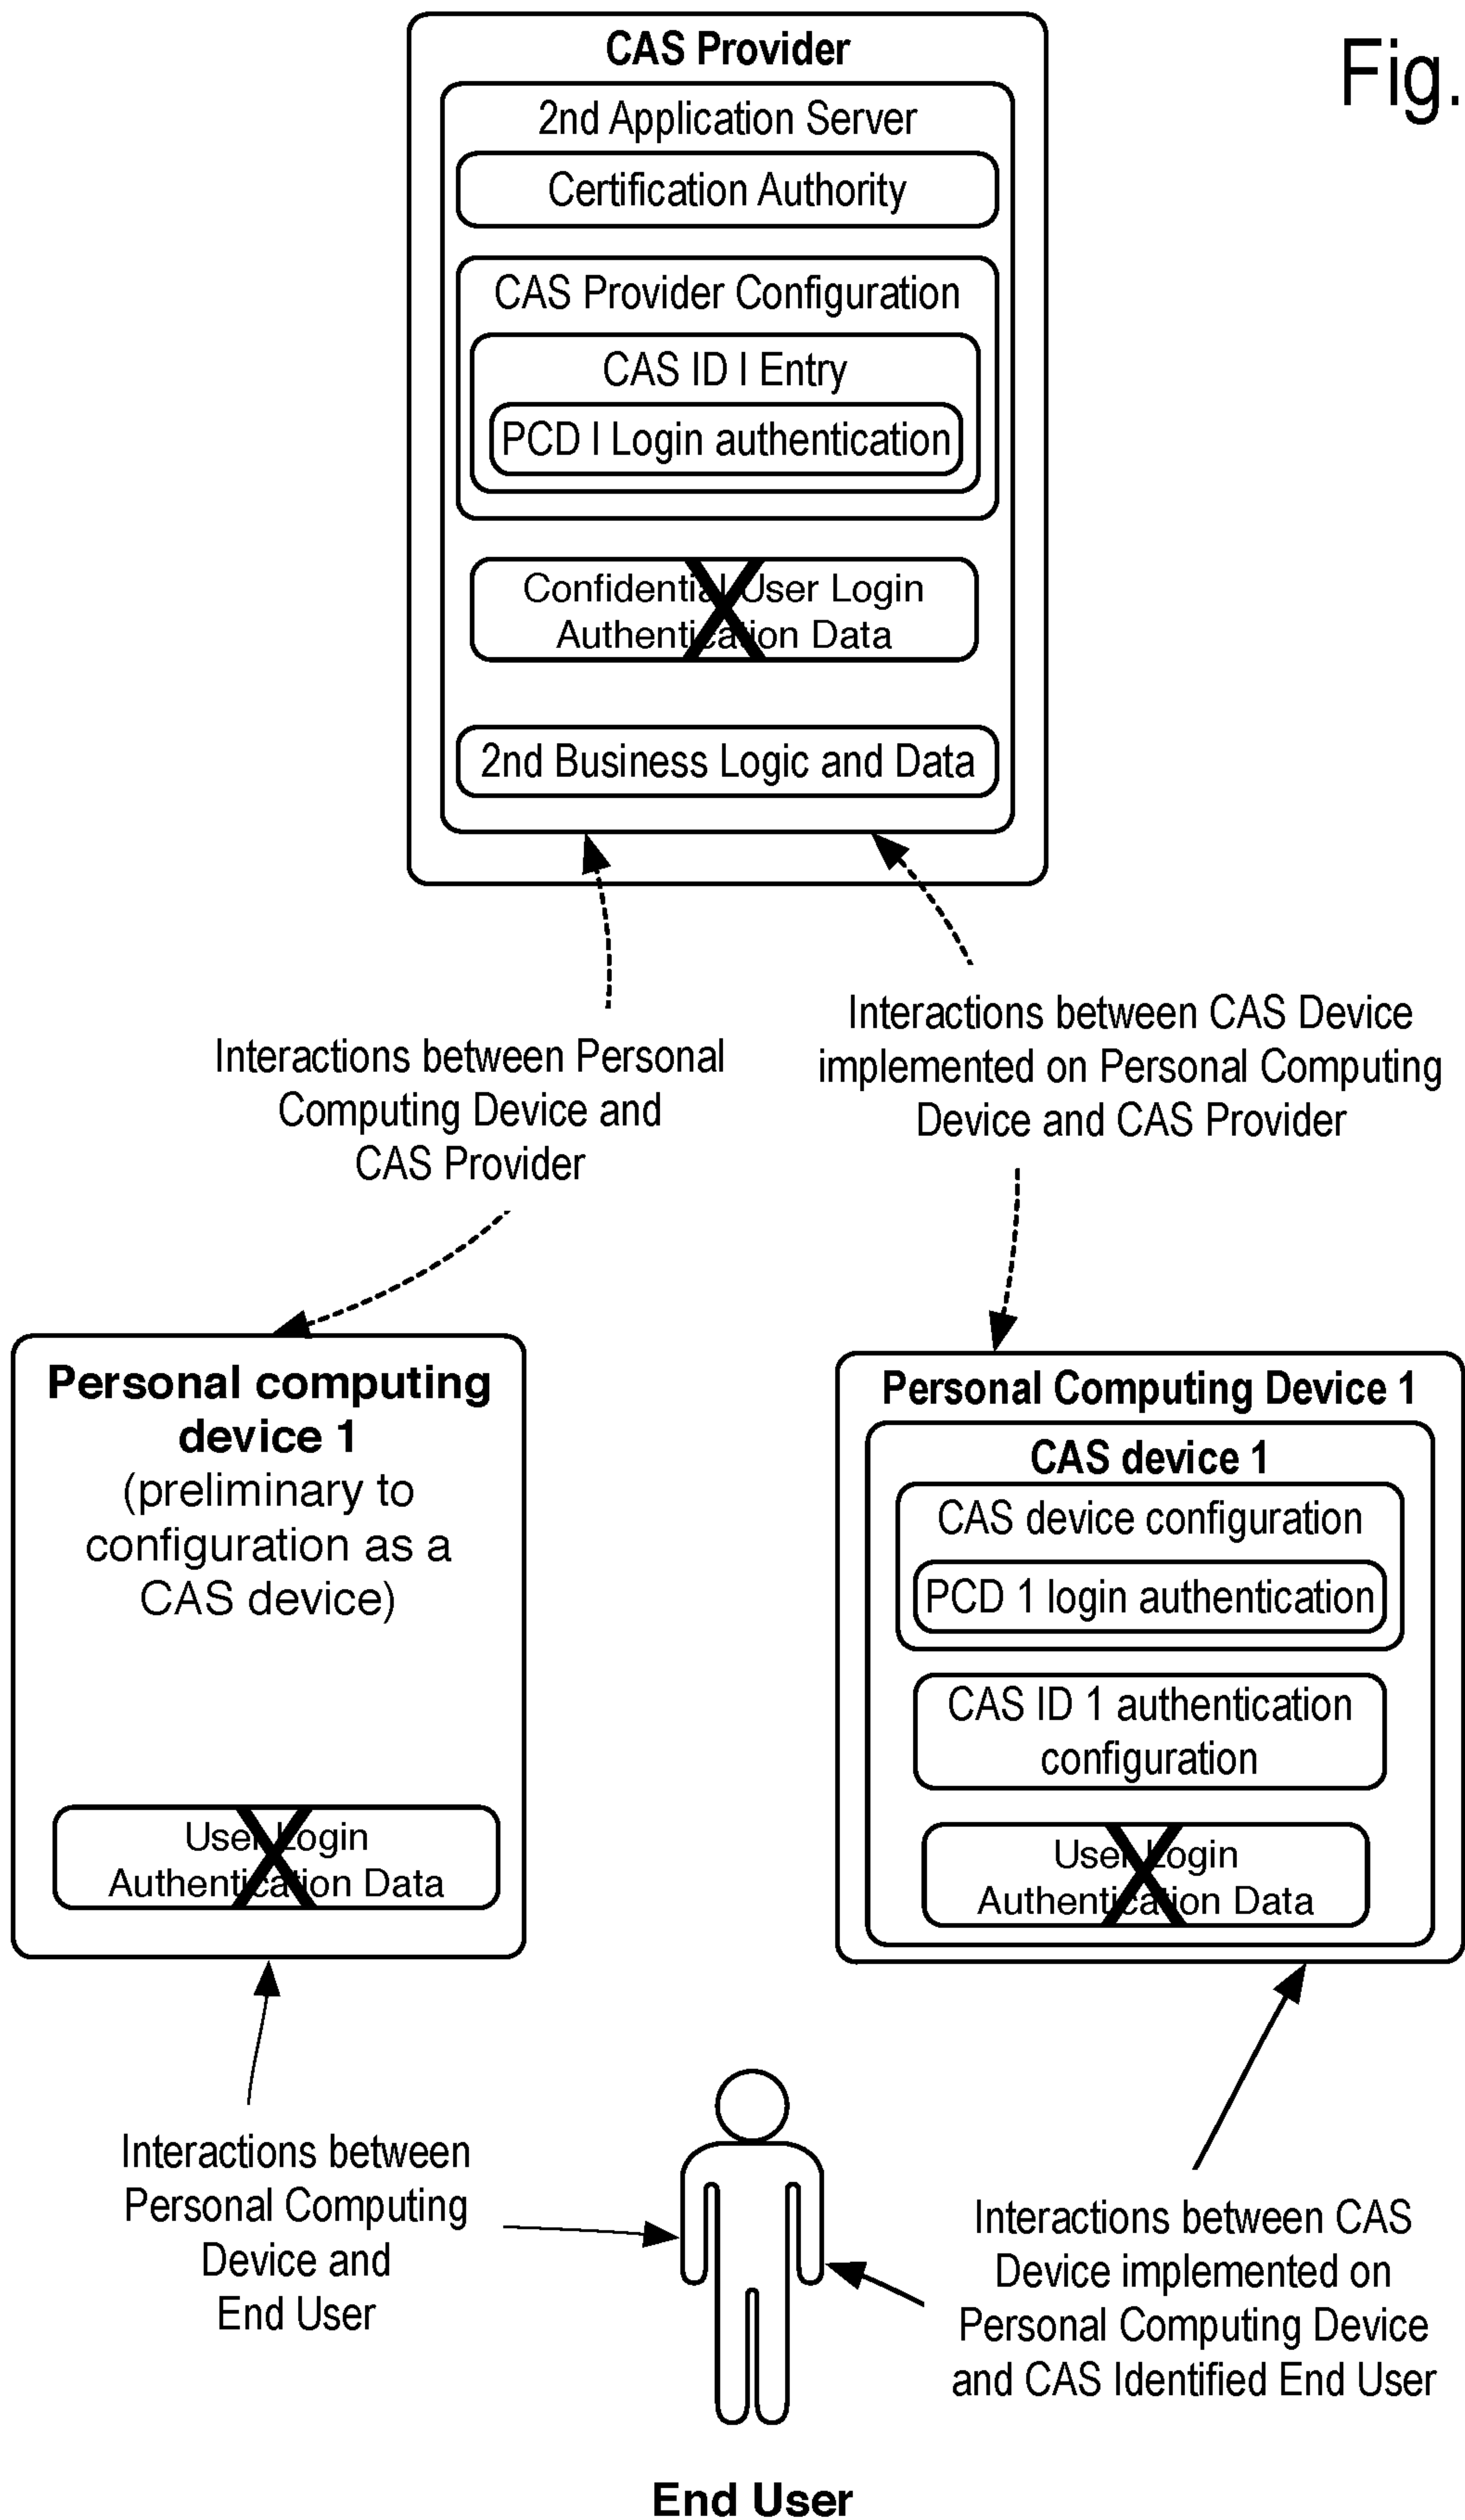 CAS Provider
Fig.
2nd Application Server
Certification Authority
CAS Provider Configuration
CAS ID I Entry
PCD I Login authentication
Confidential User Login
Authentication Data
2nd Business Logic and Data
Interactions between Personal
Computing Device and
CAS Provider
Interactions between CAS Device
implemented on Personal Computing
Device and CAS Provider
Personal computing
device 1
(preliminary to
configuration as a
CAS device)
User Login
Authentication Data
Personal Computing Device 1
CAS device 1
CAS device configuration
PCD 1 login authentication
CAS ID 1 authentication
configuration
User Login
Authentication Data
Interactions between
Personal Computing
Device and
End User
Interactions between CAS
Device implemented on
Personal Computing Device
and CAS Identified End User
End User